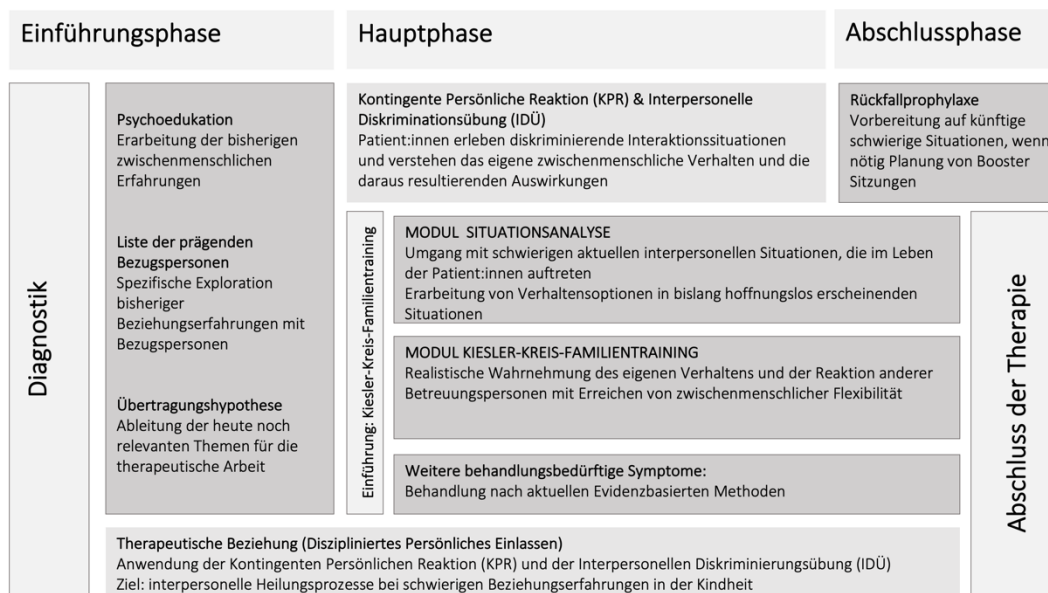 Einführungsphase
Hauptphase
Abschlussphase
Diagnostik
Psychoedukation
Erarbeitung der bisherigen
zwischenmenschlichen
Erfahrungen
Liste der prägenden
Bezugspersonen
Spezifische Exploration
bisheriger
Beziehungserfahrungen mit
Bezugspersonen
Übertragungshypothese
Ableitung der heute noch
relevanten Themen für die
therapeutische Arbeit
Kontingente Persönliche Reaktion (KPR) & Interpersonelle
Diskriminationsübung (IDÜ)
Patient:innen erleben diskriminierende Interaktionssituationen
und verstehen das eigene zwischenmenschliche Verhalten und die
daraus resultierenden Auswirkungen
Einführung: Kiesler-Kreis-Familientraining
MODUL SITUATIONSANALYSE
Umgang mit schwierigen aktuellen interpersonellen Situationen, die im Leben
der Patient:innen auftreten
Erarbeitung von Verhaltensoptionen in bislang hoffnungslos erscheinenden
Situationen
MODUL KIESLER-KREIS-FAMILIENTRAINING
Realistische Wahrnehmung des eigenen Verhaltens und der Reaktion anderer
Betreuungspersonen mit Erreichen von zwischenmenschlicher Flexibilität
Weitere behandlungsbedürftige Symptome:
Behandlung nach aktuellen Evidenzbasierten Methoden
Rückfallprophylaxe
Vorbereitung auf künftige
schwierige Situationen, wenn
nötig Planung von Booster
Sitzungen
Abschluss der Therapie
Therapeutische Beziehung (Diszipliniertes Persönliches Einlassen)
Anwendung der Kontingenten Persönlichen Reaktion (KPR) und der Interpersonellen Diskriminierungsübung (IDÜ)
Ziel: interpersonelle Heilungsprozesse bei schwierigen Beziehungserfahrungen in der Kindheit